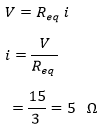 V = R_eq i
i = V / R_eq
= 15 / 3 = 5 Ω